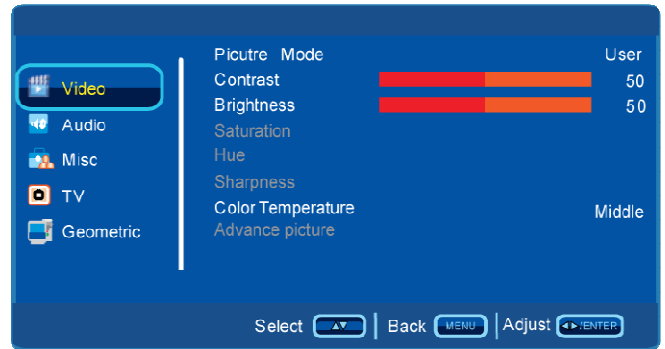 Video
Audio
Misc
TV
Geometric
Picutre Mode User
Contrast 50
Brightness 50
Saturation
Hue
Sharpness
Color Temperature Middle
Advance picture
Select ▲▼ Back MENU Adjust ◄►/ENTER